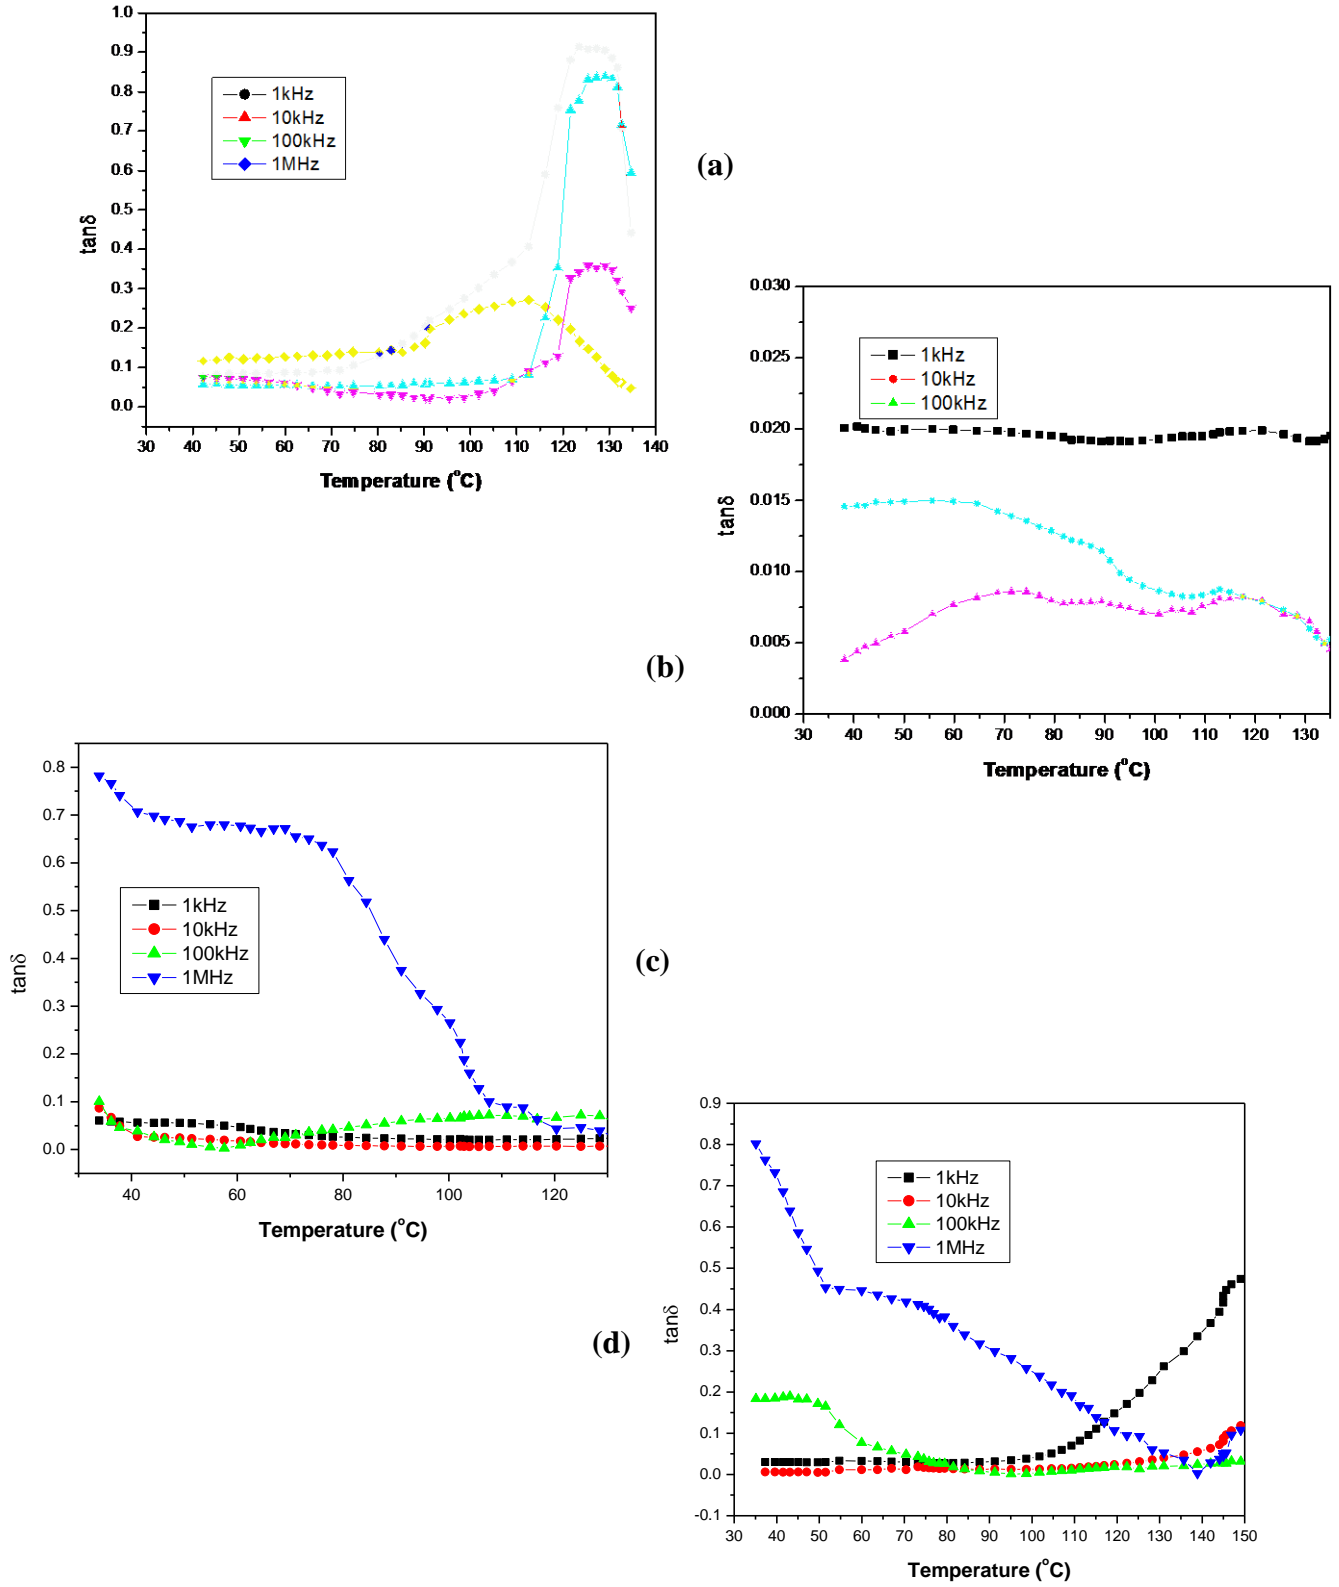 1.0
0.9
0.8
0.7
0.6
0.5
0.4
0.3
0.2
0.1
0.0
tanδ
1kHz
10kHz
100kHz
1MHz
30 40 50 60 70 80 90 100 110 120 130 140
Temperature (°C)
(a)
0.030
0.025
0.020
0.015
0.010
0.005
0.000
tanδ
1kHz
10kHz
100kHz
30 40 50 60 70 80 90 100 110 120 130
Temperature (°C)
(b)
0.8
0.7
0.6
0.5
0.4
0.3
0.2
0.1
0.0
tanδ
1kHz
10kHz
100kHz
1MHz
40 60 80 100 120
Temperature (°C)
(c)
0.9
0.8
0.7
0.6
0.5
0.4
0.3
0.2
0.1
0.0
-0.1
tanδ
1kHz
10kHz
100kHz
1MHz
30 40 50 60 70 80 90 100 110 120 130 140 150
Temperature (°C)
(d)